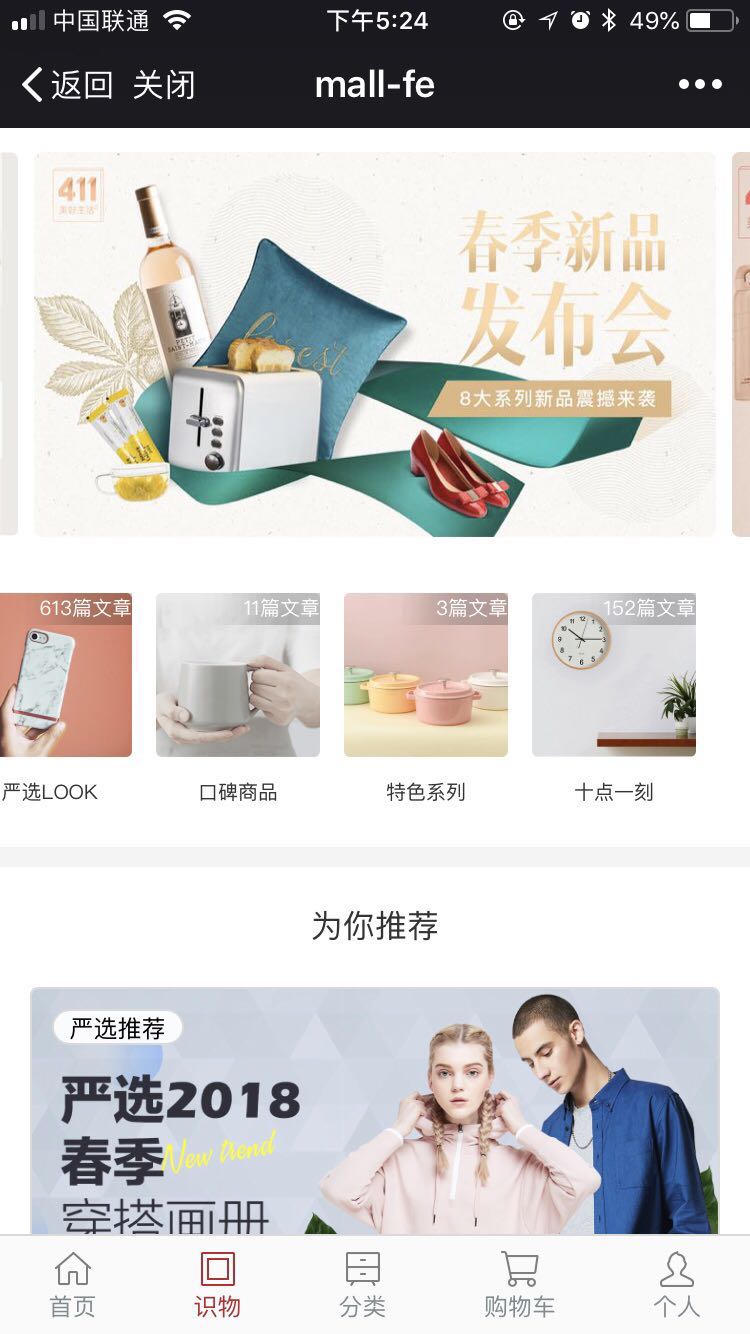 中国联通
下午5:24
49%
返回 关闭
mall-fe
411
美好生活
春季新品
发布会
8大系列新品震撼来袭
forest
PETIT
613篇文章
11篇文章
3篇文章
152篇文章
严选LOOK
口碑商品
特色系列
十点一刻
为你推荐
严选推荐
严选2018
春季New trend
穿搭画册
首页
识物
分类
购物车
个人